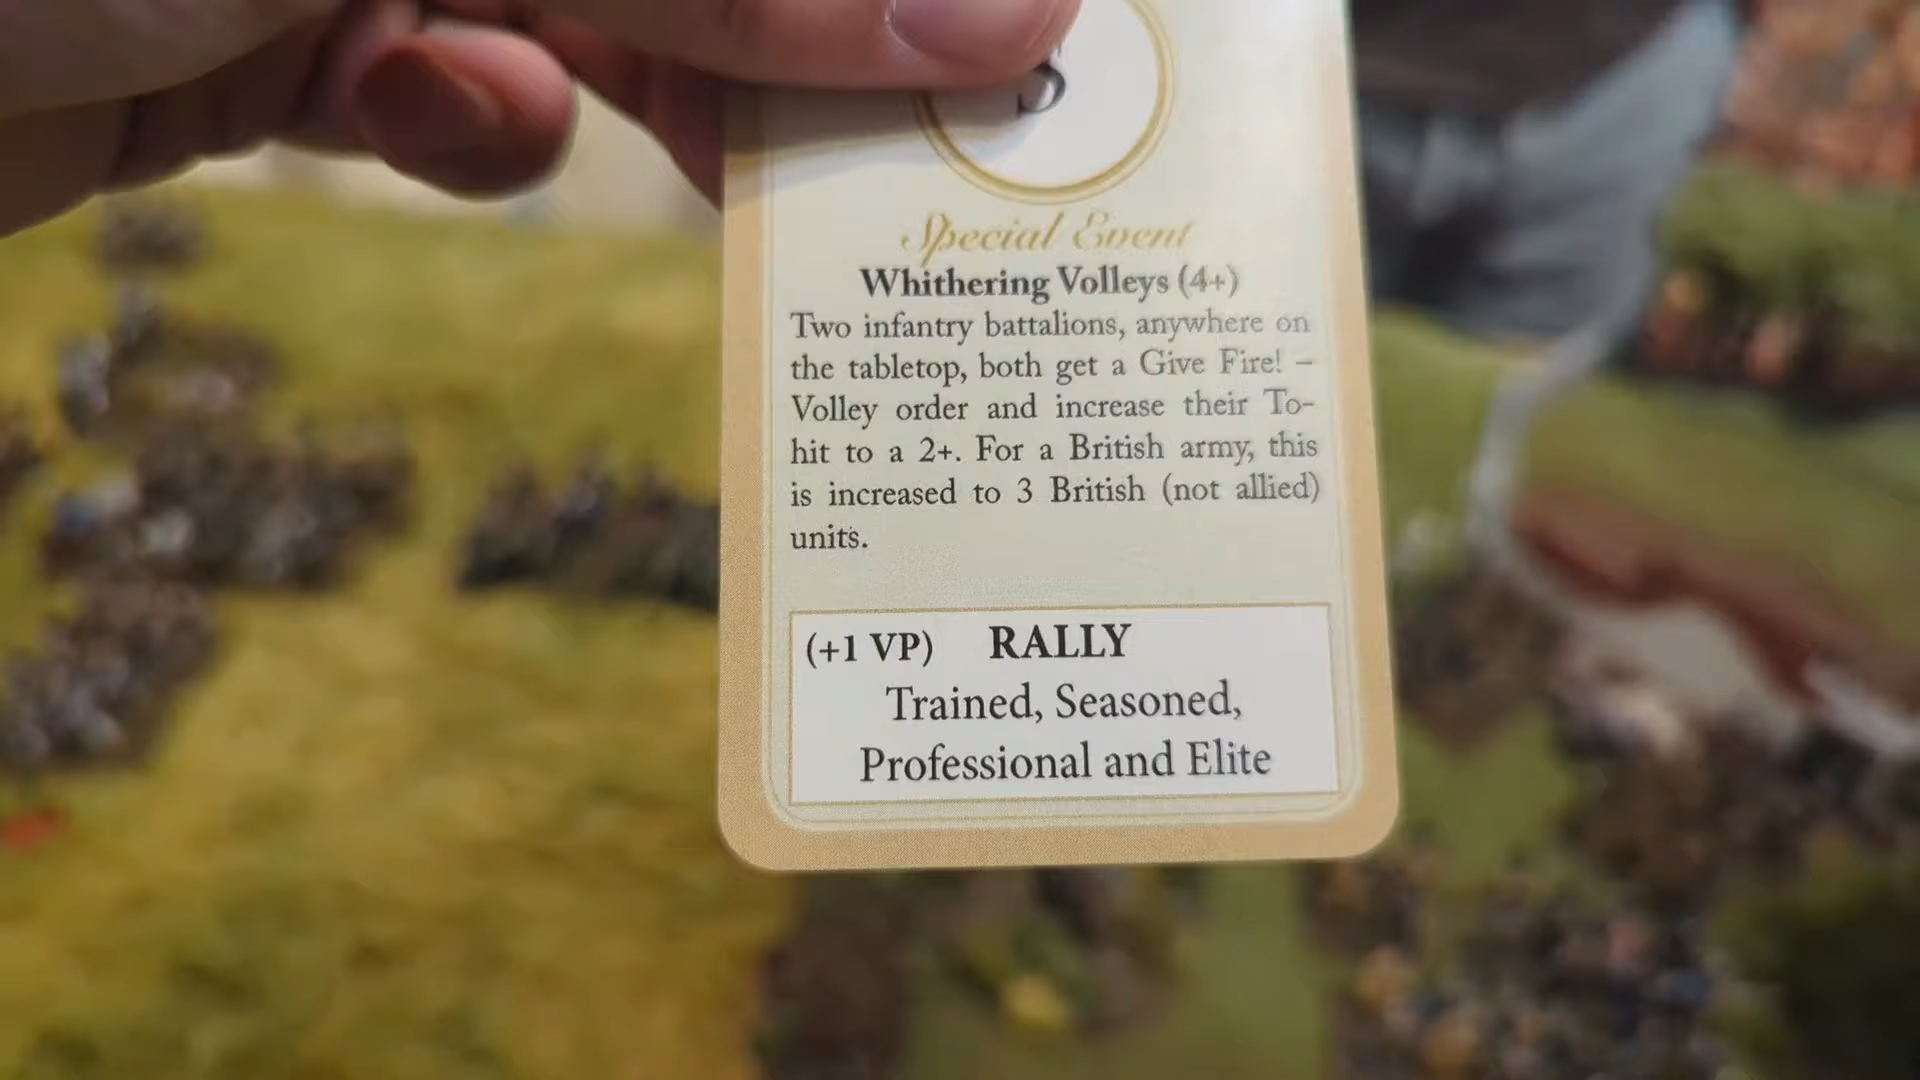 Special Event
Whithering Volleys (4+)
Two infantry battalions, anywhere on
the tabletop, both get a Give Fire! –
Volley order and increase their To-
hit to a 2+. For a British army, this
is increased to 3 British (not allied)
units.
(+1 VP) RALLY
Trained, Seasoned,
Professional and Elite